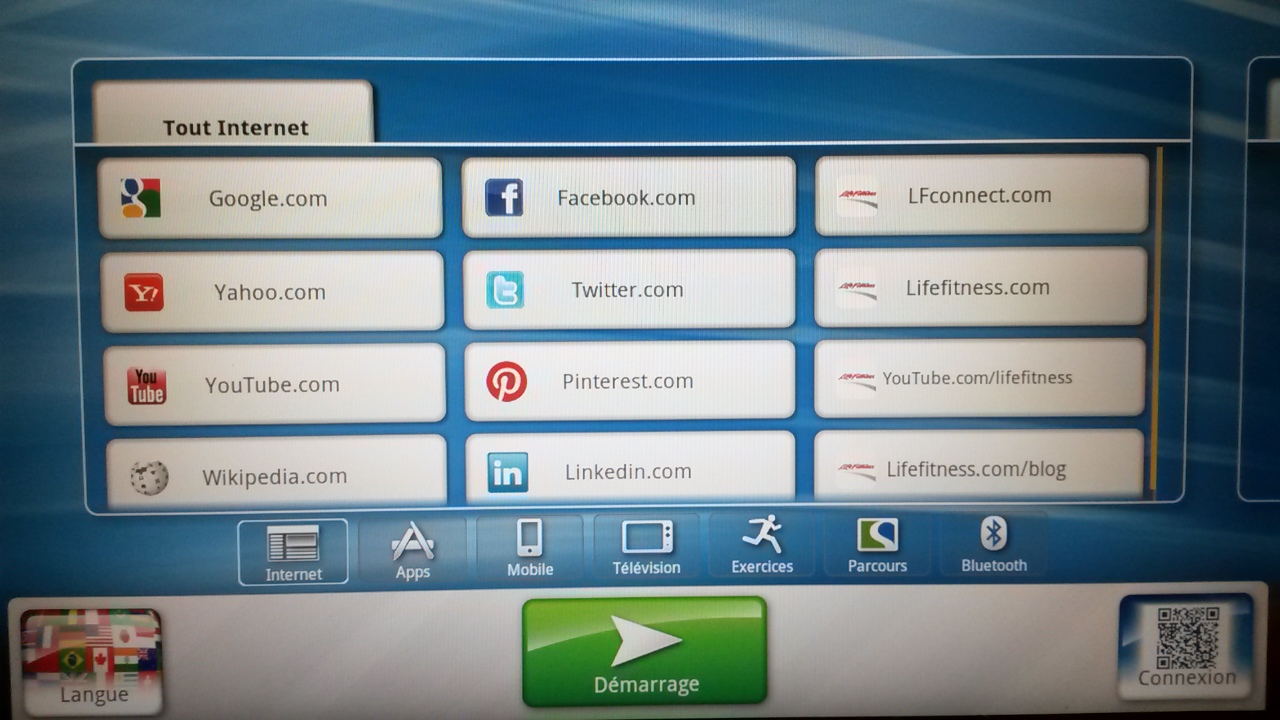 Tout Internet
Google.com
Facebook.com
LFconnect.com
Yahoo.com
Twitter.com
Lifefitness.com
You
Tube
YouTube.com
Pinterest.com
YouTube.com/lifefitness
Wikipedia.com
in
Linkedin.com
Lifefitness.com/blog
Internet
Apps
Mobile
Télévision
Exercices
Parcours
Bluetooth
Langue
Démarrage
Connexion